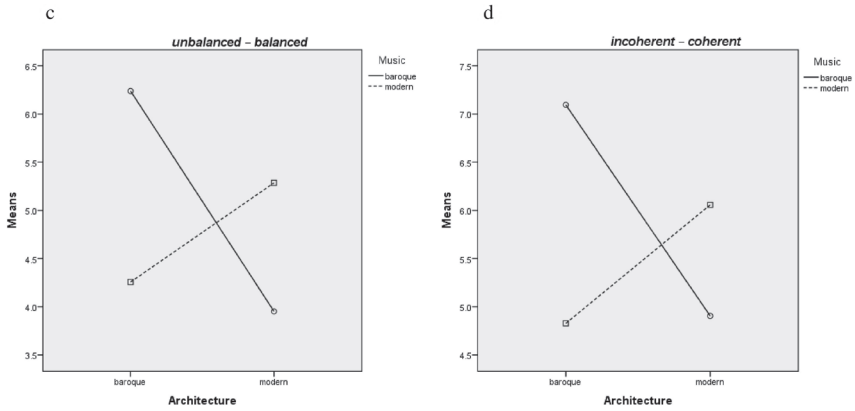 c
unbalanced – balanced
Music
baroque
modern
6.5
6.0
5.5
5.0
4.5
4.0
3.5
Means
baroque
modern
Architecture
d
incoherent – coherent
Music
baroque
modern
7.5
7.0
6.5
6.0
5.5
5.0
4.5
Means
baroque
modern
Architecture